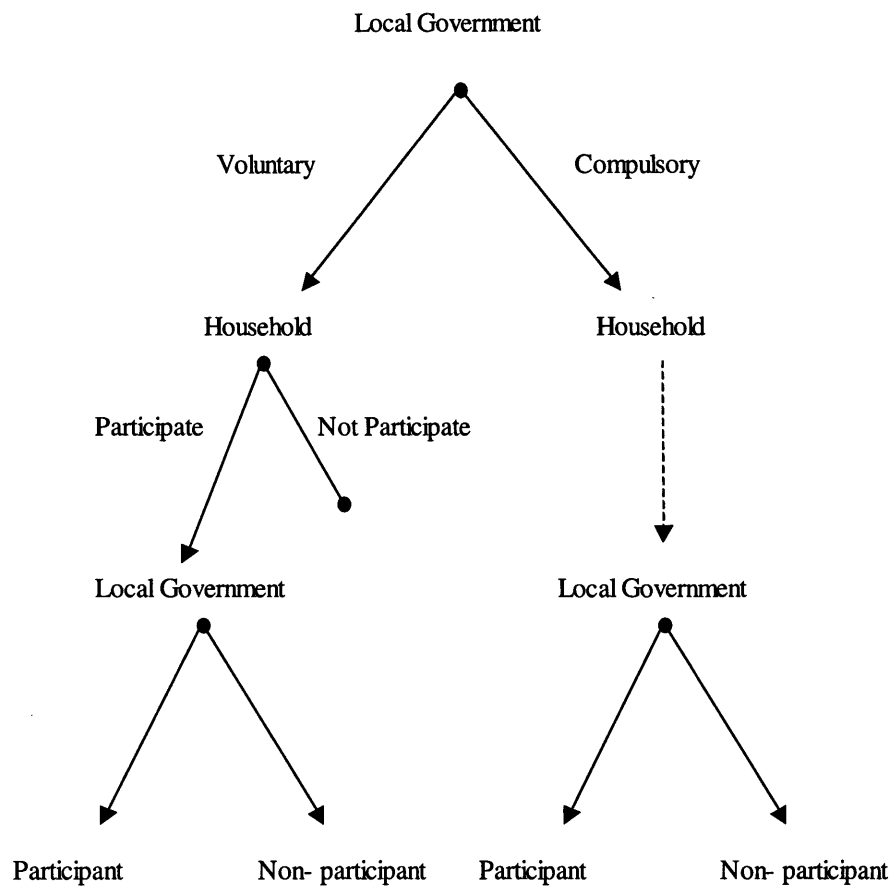 Local Government
Voluntary Compulsory
Household Household
Participate Not Participate
Local Government Local Government
Participant Non- participant Participant Non- participant